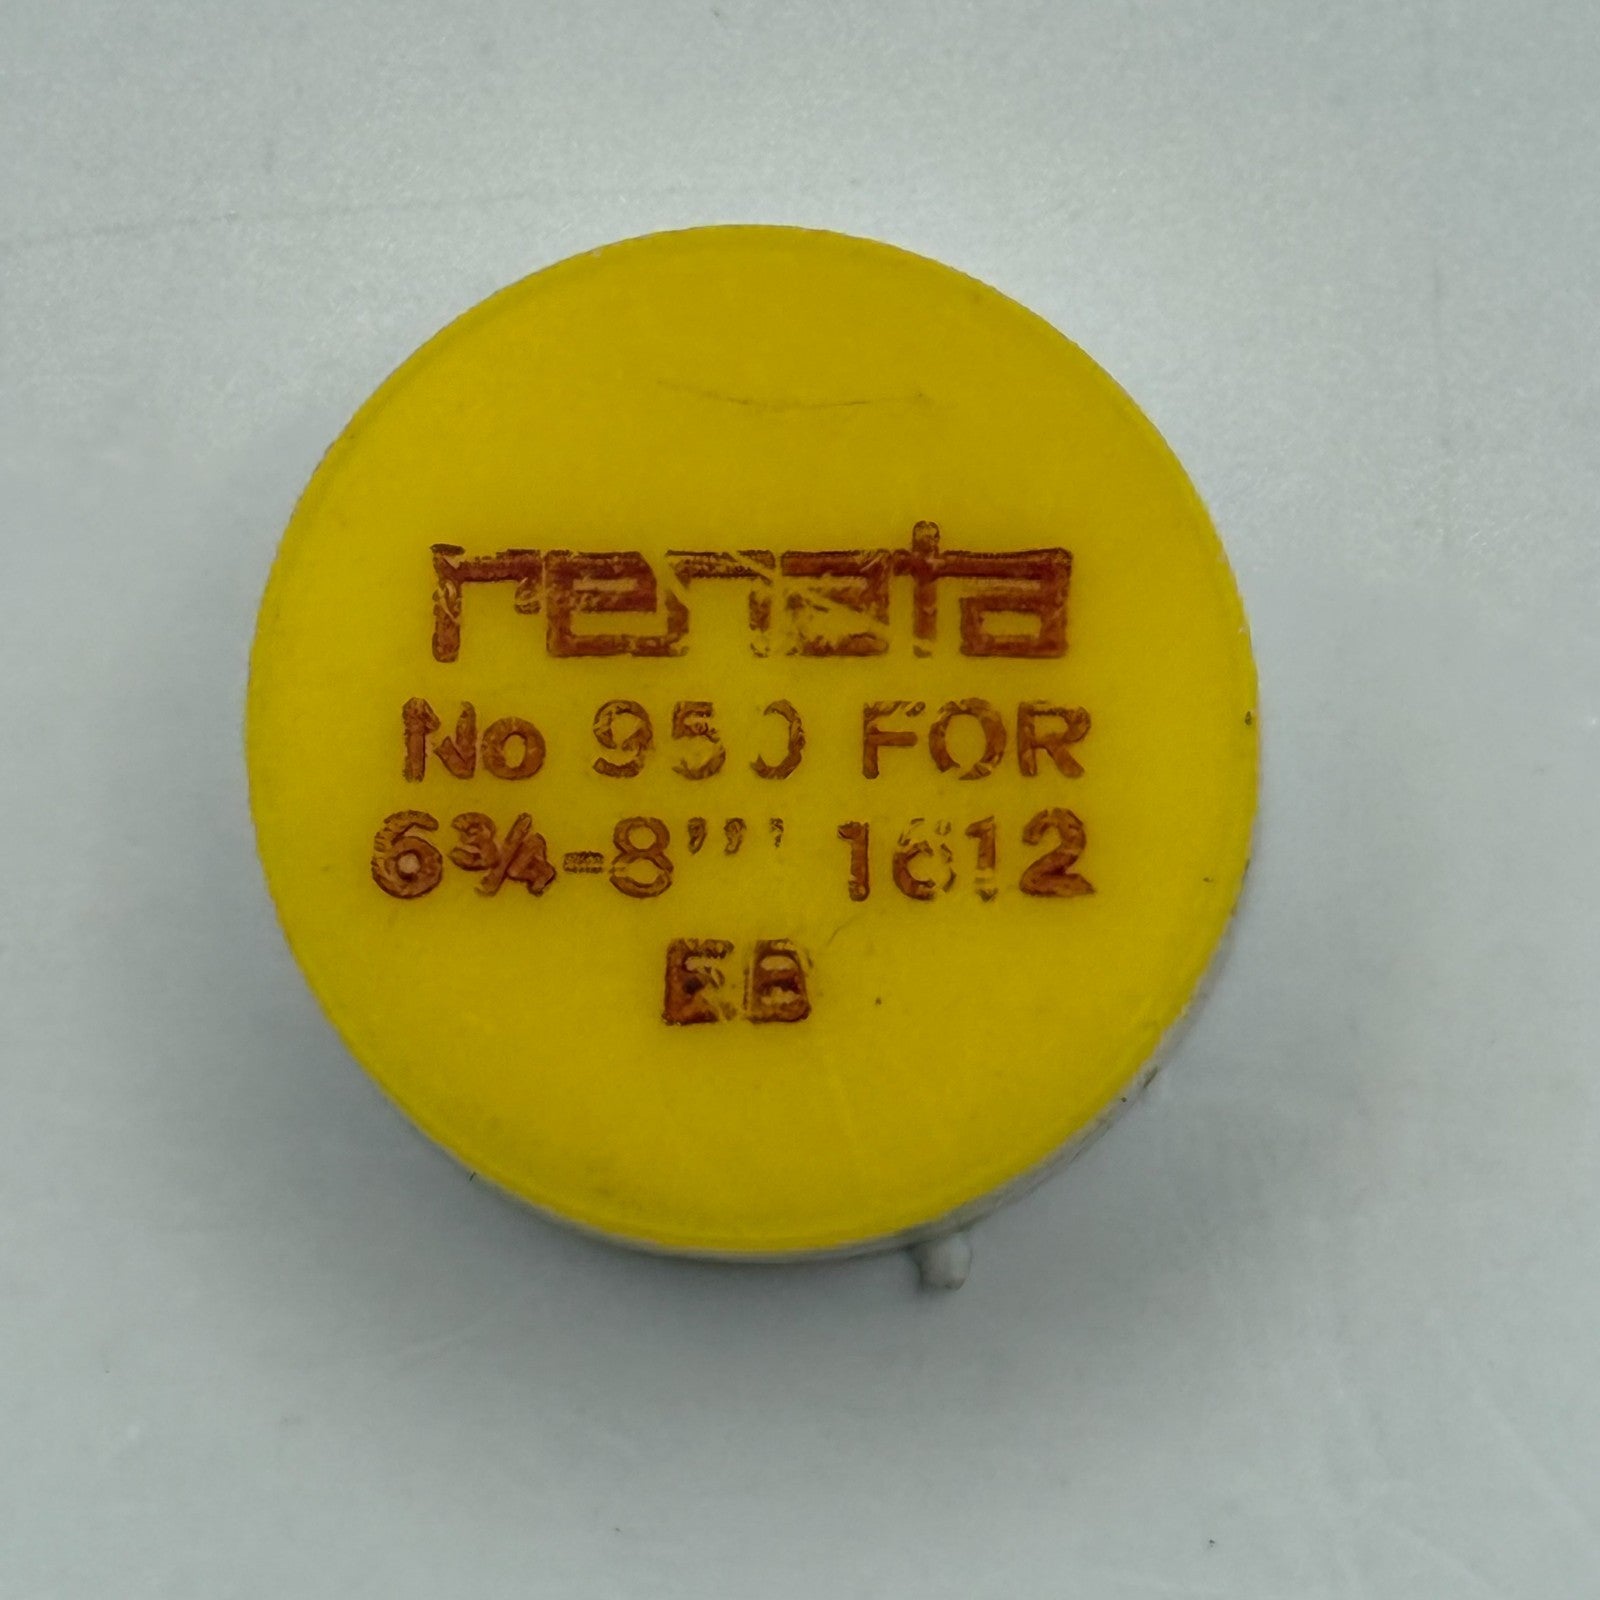 renata
No 950 FOR
6¾-8''' 1612
EB